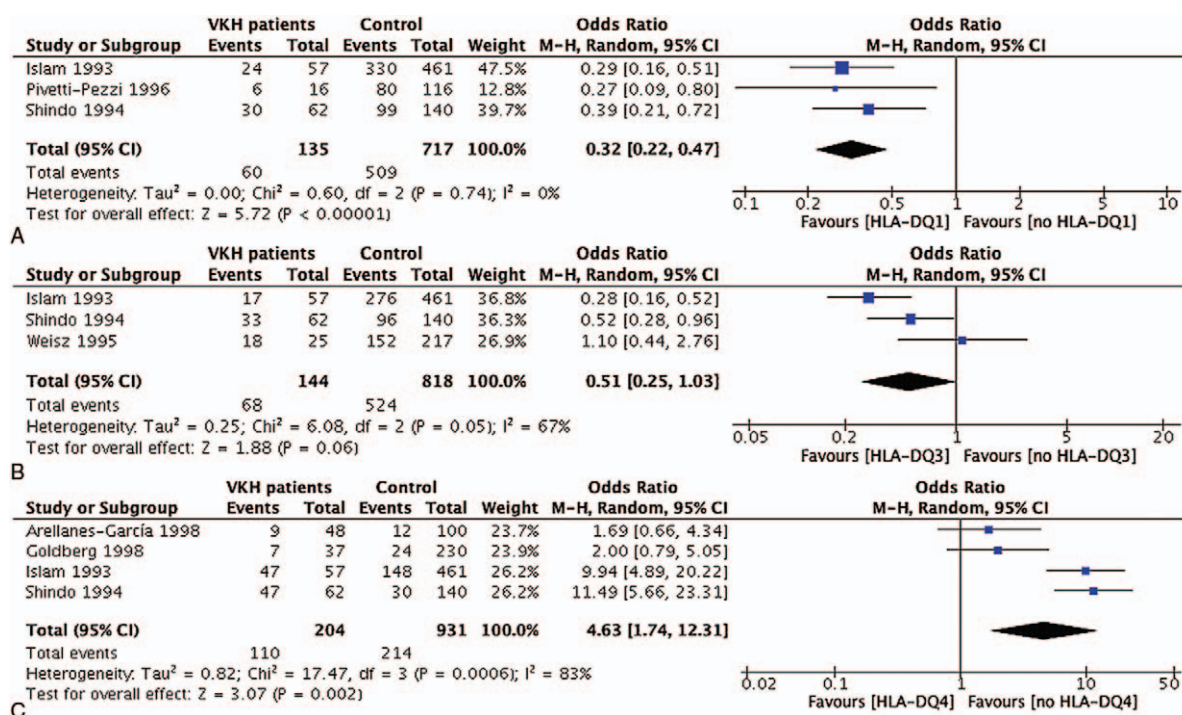 VKH patients Control Odds Ratio Odds Ratio
Study or Subgroup Events Total Events Total Weight M-H, Random, 95% CI M-H, Random, 95% CI
Islam 1993 24 57 330 461 47.5% 0.29 [0.16, 0.51]
Pivetti-Pezzi 1996 6 16 80 116 12.8% 0.27 [0.09, 0.80]
Shindo 1994 30 62 99 140 39.7% 0.39 [0.21, 0.72]
Total (95% CI) 135 717 100.0% 0.32 [0.22, 0.47]
Total events 60 509
Heterogeneity: Tau² = 0.00; Chi² = 0.60, df = 2 (P = 0.74); I² = 0%
Test for overall effect: Z = 5.72 (P < 0.00001)
0.1 0.2 0.5 1 2 5 10
Favours [HLA-DQ1] Favours [no HLA-DQ1]
A
VKH patients Control Odds Ratio Odds Ratio
Study or Subgroup Events Total Events Total Weight M-H, Random, 95% CI M-H, Random, 95% CI
Islam 1993 17 57 276 461 36.8% 0.28 [0.16, 0.52]
Shindo 1994 33 62 96 140 36.3% 0.52 [0.28, 0.96]
Weisz 1995 18 25 152 217 26.9% 1.10 [0.44, 2.76]
Total (95% CI) 144 818 100.0% 0.51 [0.25, 1.03]
Total events 68 524
Heterogeneity: Tau² = 0.25; Chi² = 6.08, df = 2 (P = 0.05); I² = 67%
Test for overall effect: Z = 1.88 (P = 0.06)
0.05 0.2 1 5 20
Favours [HLA-DQ3] Favours [no HLA-DQ3]
B
VKH patients Control Odds Ratio Odds Ratio
Study or Subgroup Events Total Events Total Weight M-H, Random, 95% CI M-H, Random, 95% CI
Arellanes-García 1998 9 48 12 100 23.7% 1.69 [0.66, 4.34]
Goldberg 1998 7 37 24 230 23.9% 2.00 [0.79, 5.05]
Islam 1993 47 57 148 461 26.2% 9.94 [4.89, 20.22]
Shindo 1994 47 62 30 140 26.2% 11.49 [5.66, 23.31]
Total (95% CI) 204 931 100.0% 4.63 [1.74, 12.31]
Total events 110 214
Heterogeneity: Tau² = 0.82; Chi² = 17.47, df = 3 (P = 0.0006); I² = 83%
Test for overall effect: Z = 3.07 (P = 0.002)
0.02 0.1 1 10 50
Favours [HLA-DQ4] Favours [no HLA-DQ4]
C